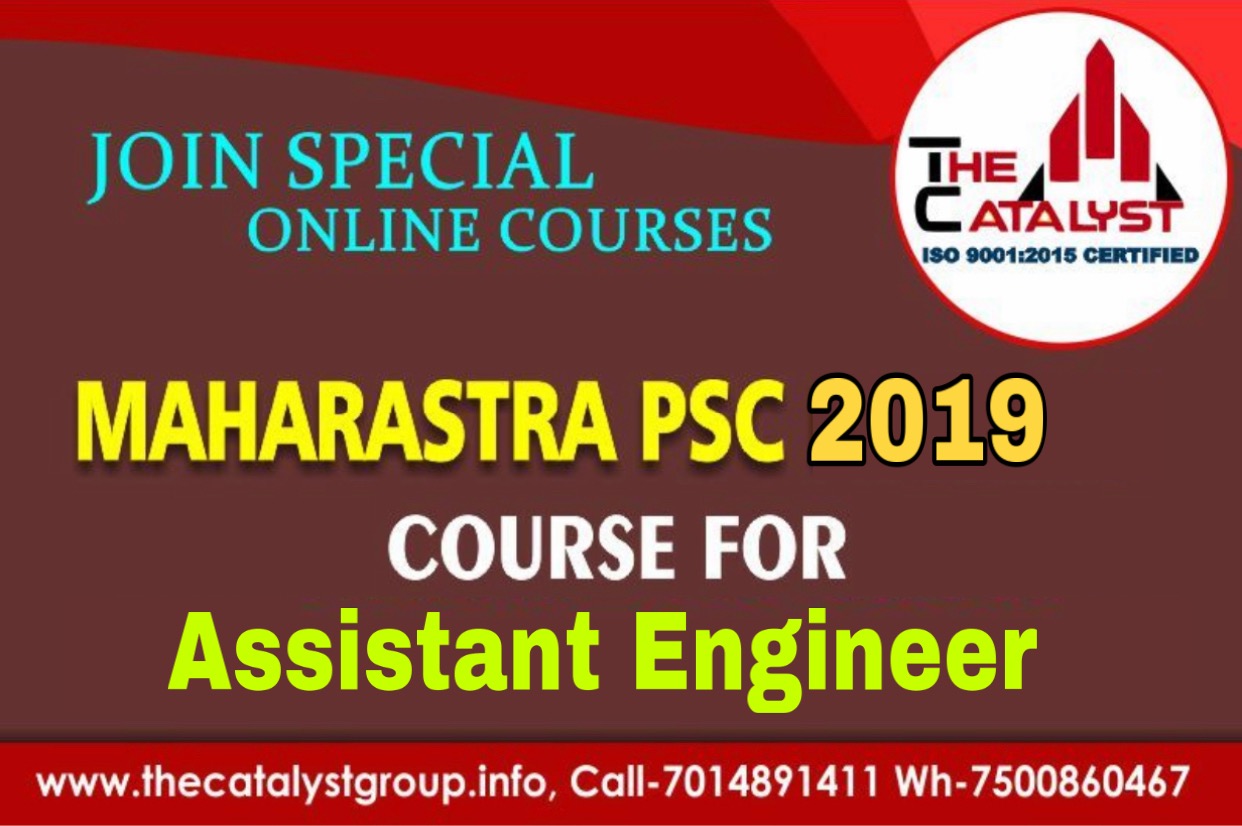 JOIN SPECIAL
ONLINE COURSES
THE
CATALYST
ISO 9001:2015 CERTIFIED
MAHARASTRA PSC 2019
COURSE FOR
Assistant Engineer
www.thecatalystgroup.info, Call-7014891411 Wh-7500860467